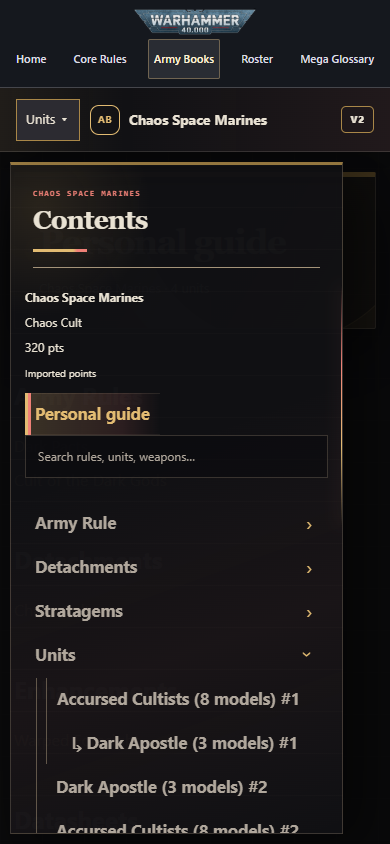 WARHAMMER
40,000
Home Core Rules Army Books Roster Mega Glossary
Units AB Chaos Space Marines V2
CHAOS SPACE MARINES
Contents
Personal guide
Chaos Space Marines
Chaos Cult
320 pts
Imported points
Personal guide
Search rules, units, weapons...
Army Rule
Detachments
Stratagems
Units
Accursed Cultists (8 models) #1
↳ Dark Apostle (3 models) #1
Dark Apostle (3 models) #2
Accursed Cultists (8 models) #2